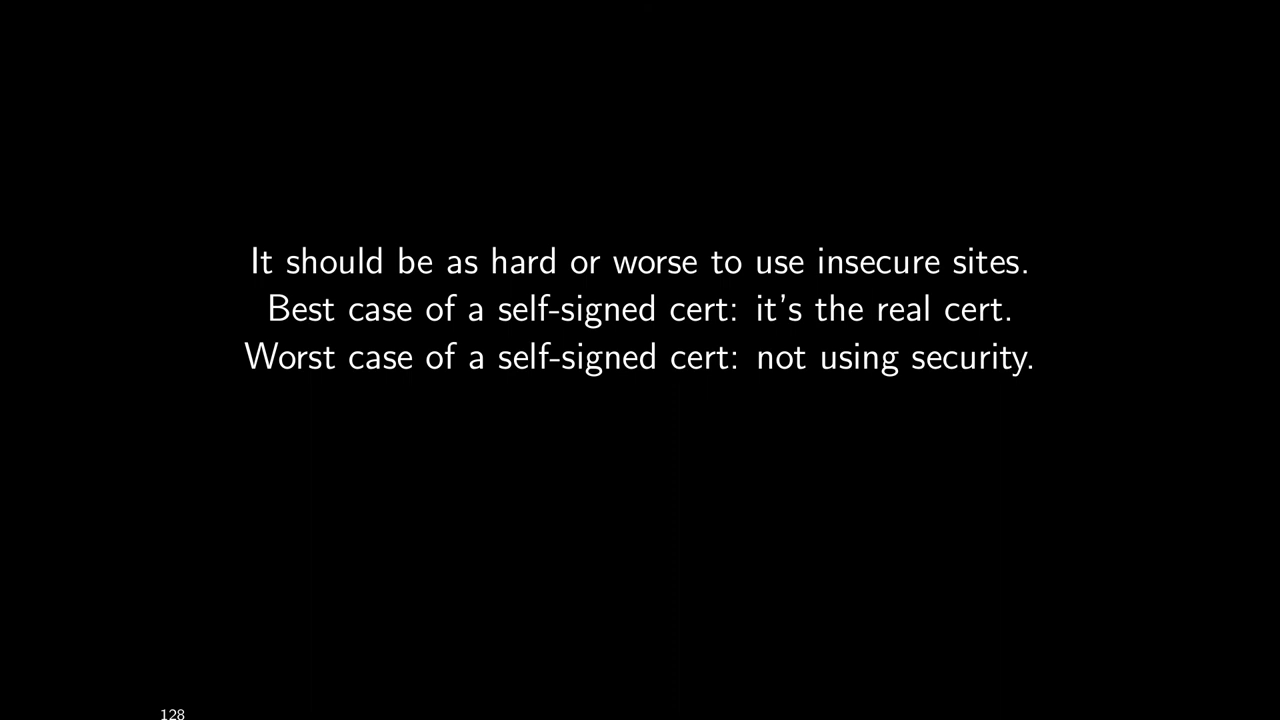 It should be as hard or worse to use insecure sites.
Best case of a self-signed cert: it's the real cert.
Worst case of a self-signed cert: not using security.
128